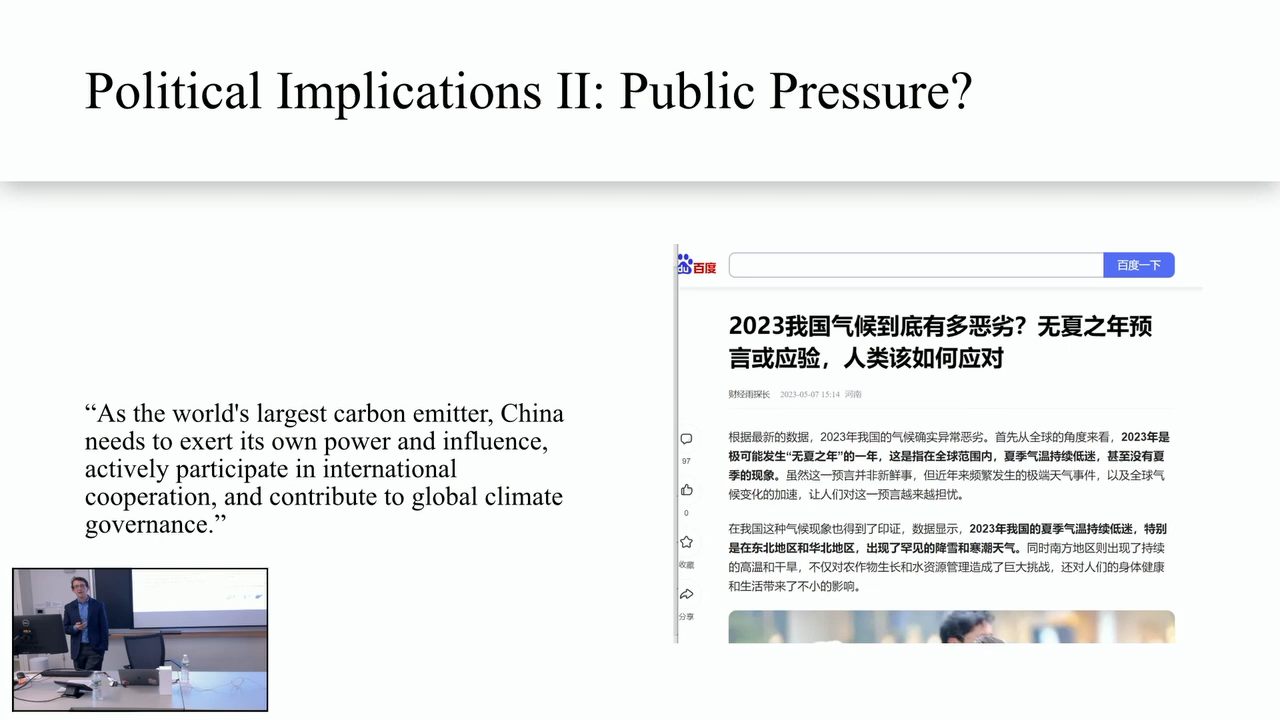 Political Implications II: Public Pressure?
“As the world's largest carbon emitter, China
needs to exert its own power and influence,
actively participate in international
cooperation, and contribute to global climate
governance.”
du百度
百度一下
2023我国气候到底有多恶劣？无夏之年预
言或应验，人类该如何应对
财经雨探长 2023-05-07 15:14 河南
根据最新的数据，2023年我国的气候确实异常恶劣。首先从全球的角度来看，2023年是
极可能发生“无夏之年”的一年，这是指在全球范围内，夏季气温持续低迷，甚至没有夏
季的现象。虽然这一预言并非新鲜事，但近年来频繁发生的极端天气事件，以及全球气
候变化的加速，让人们对这一预言越来越担忧。
在我国这种气候现象也得到了印证，数据显示，2023年我国的夏季气温持续低迷，特别
是在东北地区和华北地区，出现了罕见的降雪和寒潮天气。同时南方地区则出现了持续
的高温和干旱，不仅对农作物生长和水资源管理造成了巨大挑战，还对人们的身体健康
和生活带来了不小的影响。
97
0
收藏
分享